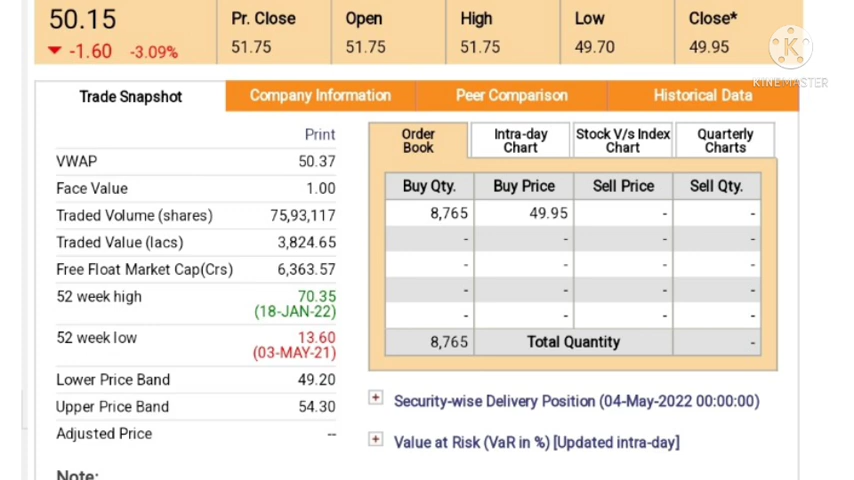 50.15
-1.60 -3.09%
Pr. Close Open High Low Close*
51.75 51.75 51.75 49.70 49.95
K
KINEMASTER
Trade Snapshot Company Information Peer Comparison Historical Data
Print
VWAP 50.37
Face Value 1.00
Traded Volume (shares) 75,93,117
Traded Value (lacs) 3,824.65
Free Float Market Cap(Crs) 6,363.57
52 week high 70.35
(18-JAN-22)
52 week low 13.60
(03-MAY-21)
Lower Price Band 49.20
Upper Price Band 54.30
Adjusted Price --
Note:
Order Book Intra-day Chart Stock V/s Index Chart Quarterly Charts
Buy Qty. Buy Price Sell Price Sell Qty.
8,765 49.95 - -
- - - -
- - - -
- - - -
- - - -
8,765 Total Quantity -
+ Security-wise Delivery Position (04-May-2022 00:00:00)
+ Value at Risk (VaR in %) [Updated intra-day]